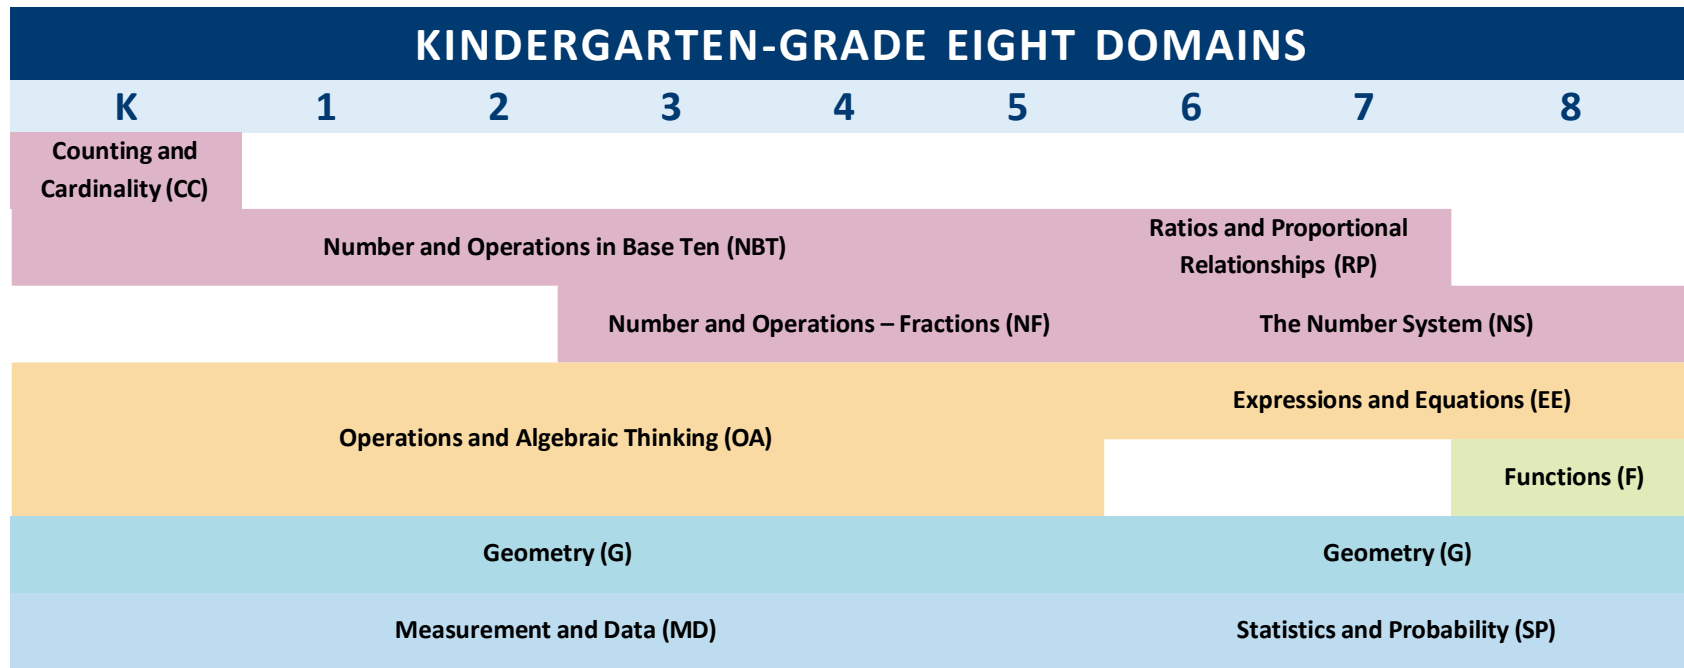 KINDERGARTEN-GRADE EIGHT DOMAINS
K 1 2 3 4 5 6 7 8
Counting and
Cardinality (CC)
Number and Operations in Base Ten (NBT)
Ratios and Proportional
Relationships (RP)
Number and Operations – Fractions (NF)
The Number System (NS)
Operations and Algebraic Thinking (OA)
Expressions and Equations (EE)
Functions (F)
Geometry (G)
Geometry (G)
Measurement and Data (MD)
Statistics and Probability (SP)